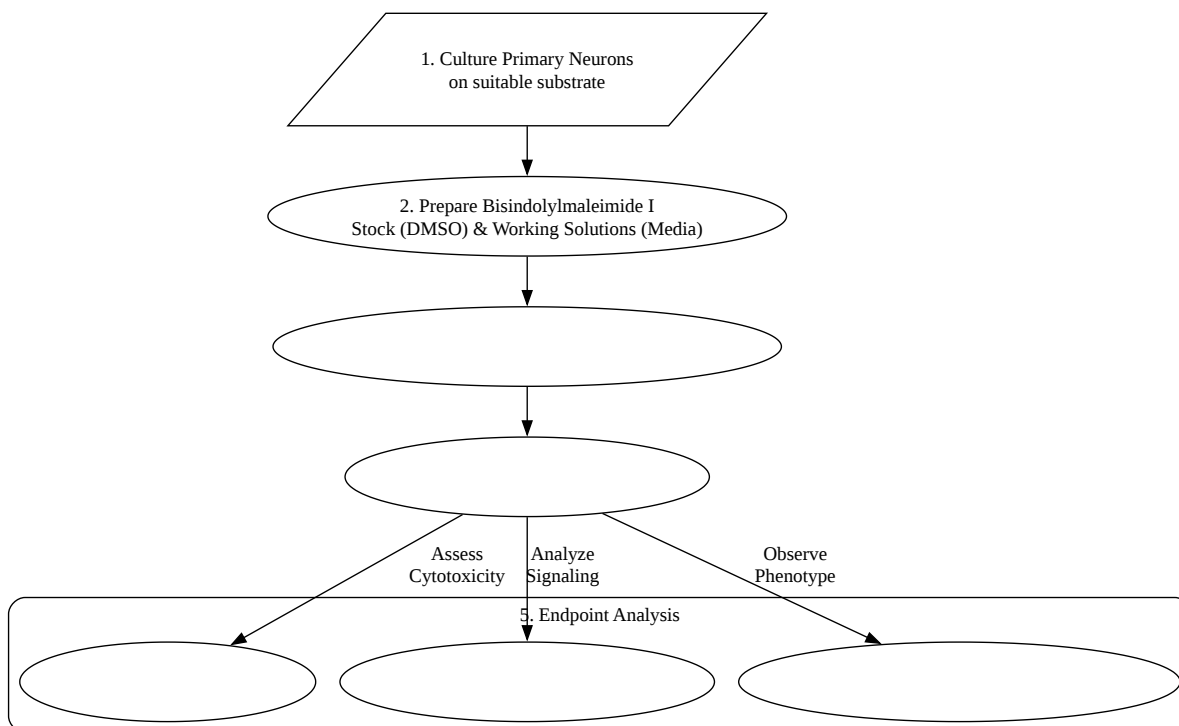 1. Culture Primary Neurons
on suitable substrate
2. Prepare Bisindolylmaleimide I
Stock (DMSO) & Working Solutions (Media)
Assess
Cytotoxicity
Analyze
Signaling
Observe
Phenotype
5. Endpoint Analysis